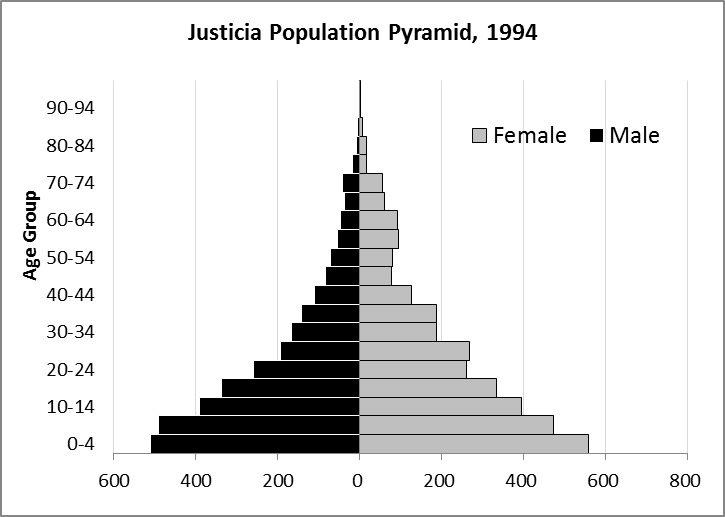 Justicia Population Pyramid, 1994
90-94
Female Male
80-84
70-74
60-64
Age Group
50-54
40-44
30-34
20-24
10-14
0-4
600 400 200 0 200 400 600 800